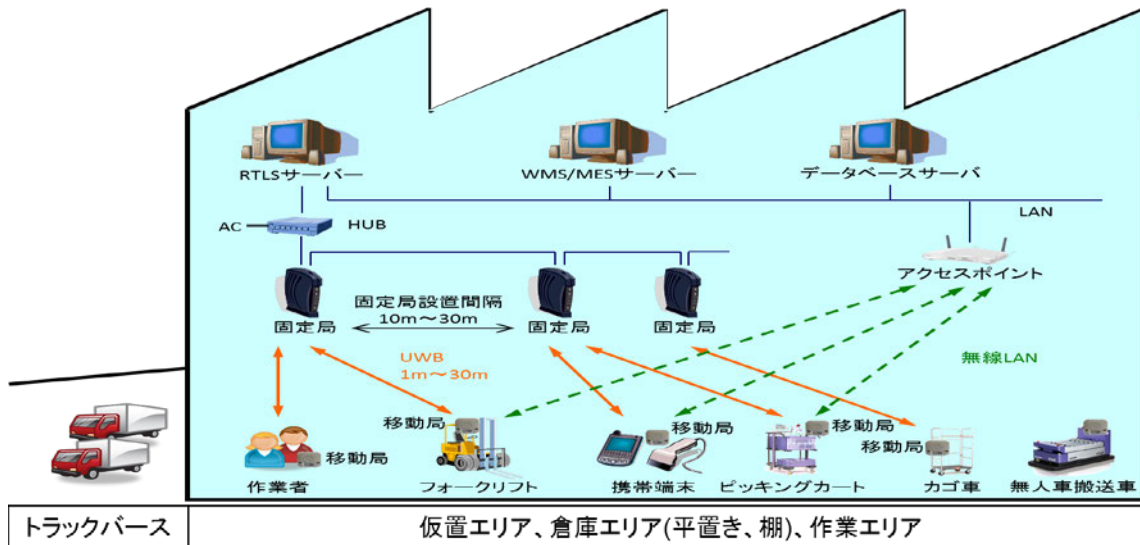 RTLSサーバー
WMS/MESサーバー
データベースサーバ
AC
HUB
LAN
アクセスポイント
固定局設置間隔
10m～30m
固定局
固定局
固定局
UWB
1m～30m
無線LAN
移動局
移動局
移動局
移動局
移動局
作業者
フォークリフト
携帯端末
ピッキングカート
カゴ車
無人車搬送車
トラックバース
仮置エリア、倉庫エリア(平置き、棚)、作業エリア